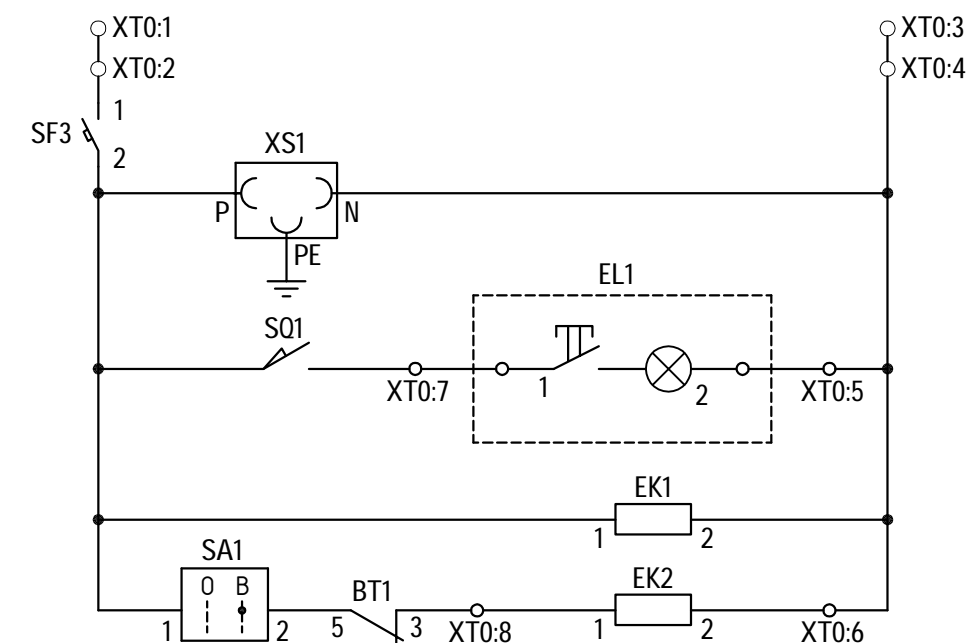 XT0:1
XT0:3
XT0:2
XT0:4
1
SF3
2
XS1
P
N
PE
EL1
SQ1
XT0:7
1
2
XT0:5
EK1
1
2
SA1
O B
1
2
BT1
5
3
XT0:8
EK2
1
2
XT0:6